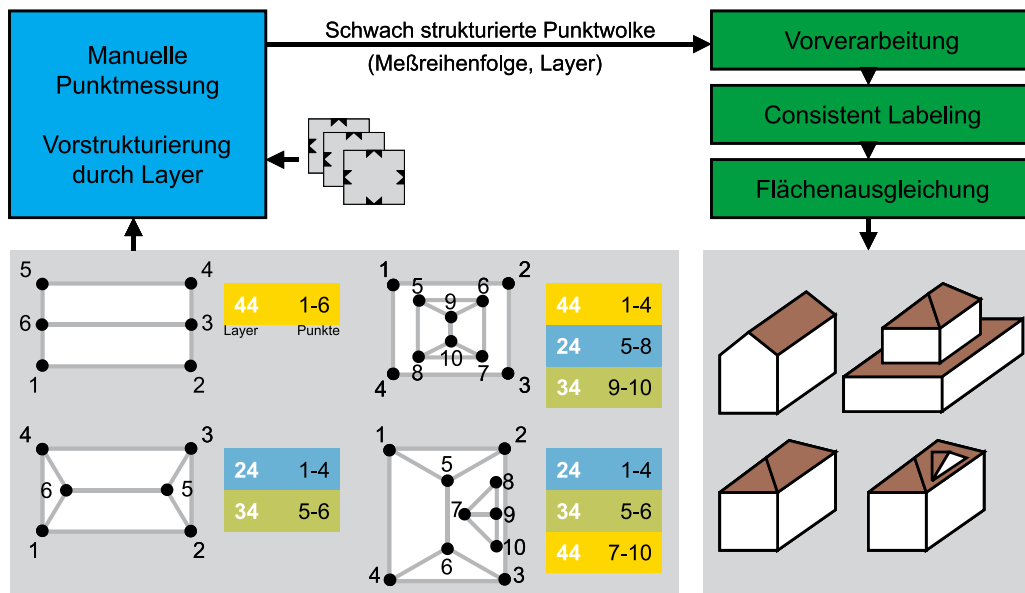 Manuelle
Punktmessung
Vorstrukturierung
durch Layer
Schwach strukturierte Punktwolke
(Meßreihenfolge, Layer)
Vorverarbeitung
Consistent Labeling
Flächenausgleichung
5 4
6 3
1 2
44 1-6
Layer Punkte
1 2
5 6
9
10
8 7
4 3
44 1-4
24 5-8
34 9-10
4 3
6 5
1 2
24 1-4
34 5-6
1 2
5 8
7 9
6 10
4 3
24 1-4
34 5-6
44 7-10